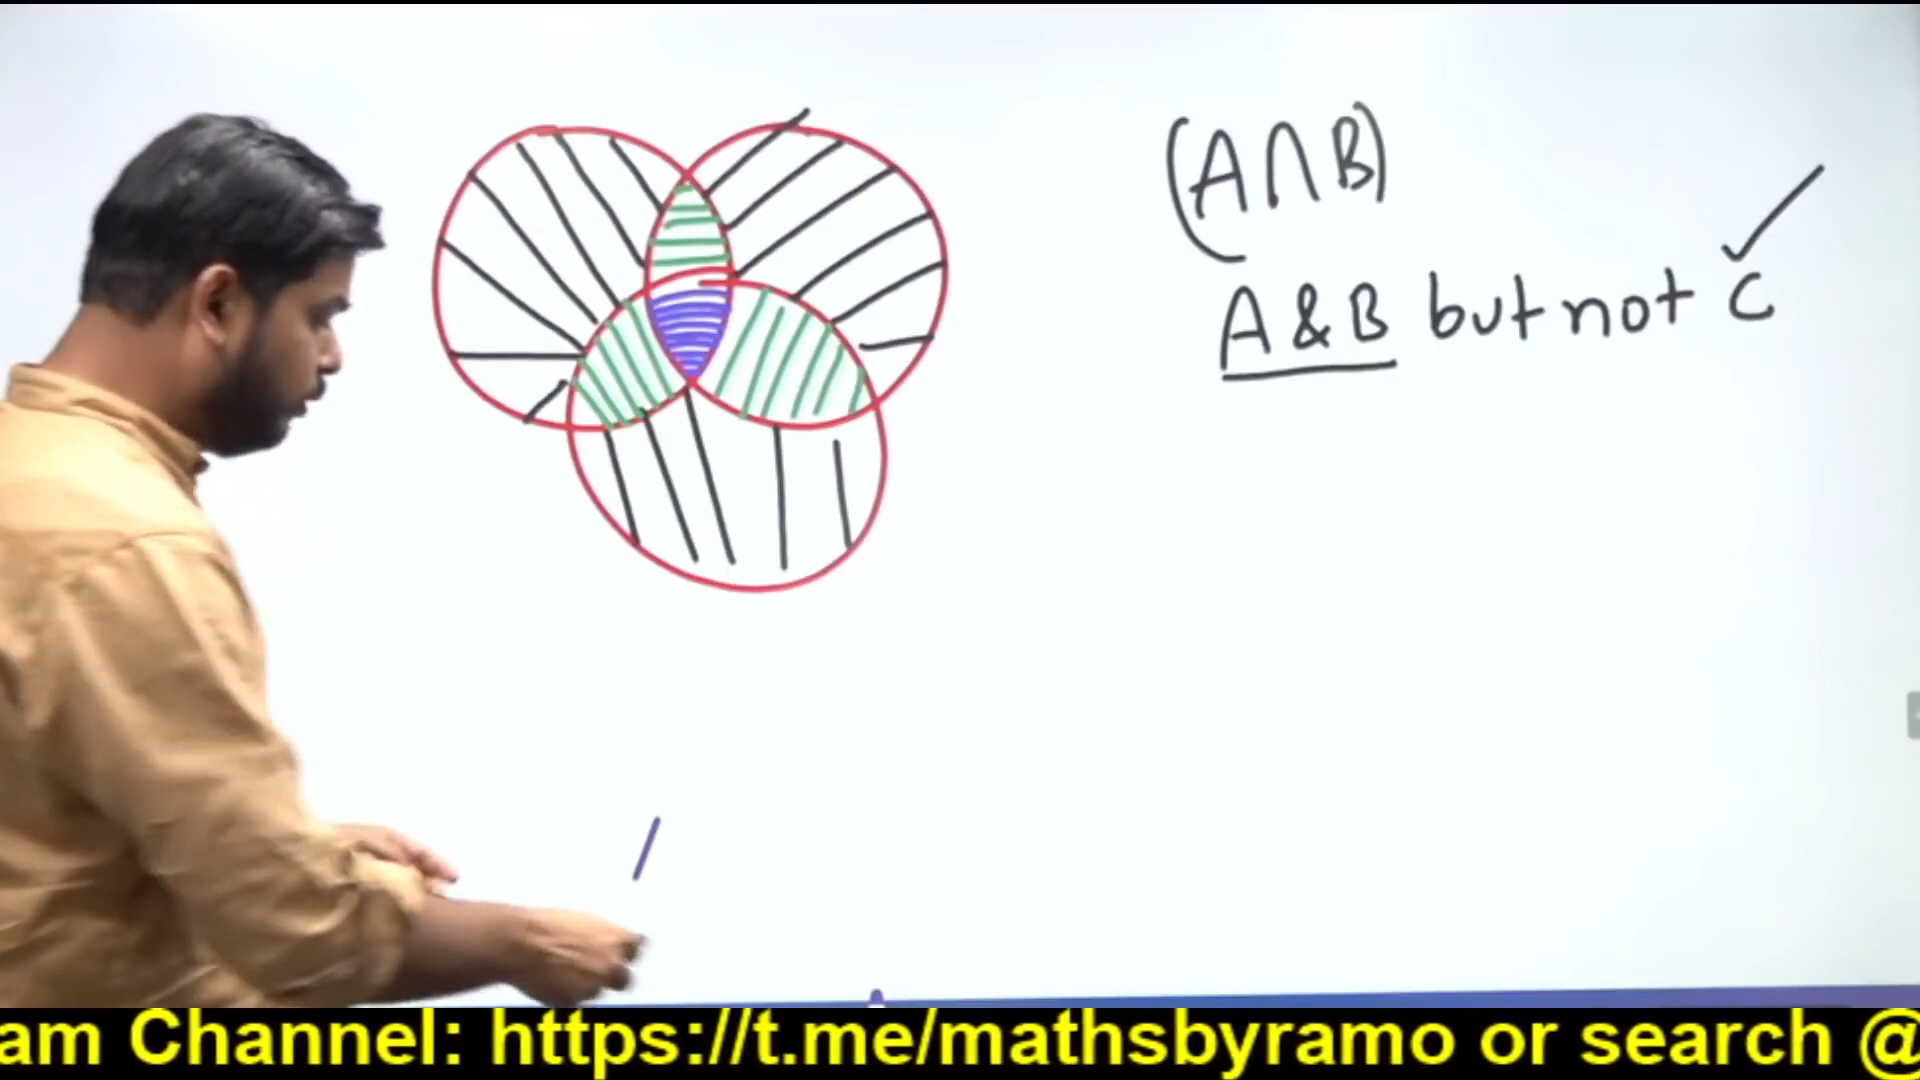 (A∩B)
A & B but not C
am Channel: https://t.me/mathsbyramo or search @